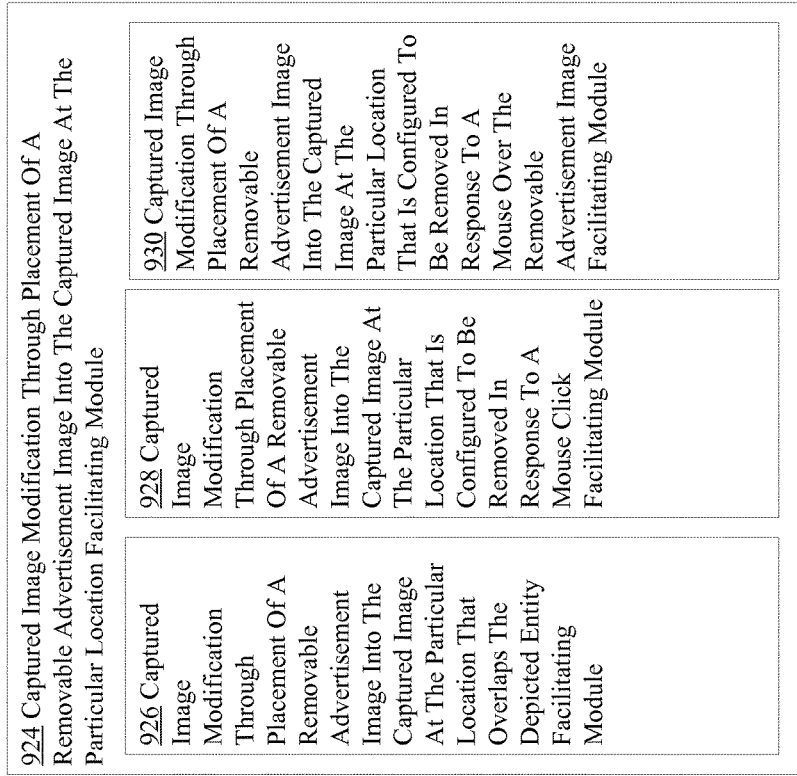 924 Captured Image Modification Through Placement Of A
Removable Advertisement Image Into The Captured Image At The
Particular Location Facilitating Module
926 Captured
Image
Modification
Through
Placement Of A
Removable
Advertisement
Image Into The
Captured Image
At The Particular
Location That
Overlaps The
Depicted Entity
Facilitating
Module
928 Captured
Image
Modification
Through Placement
Of A Removable
Advertisement
Image Into The
Captured Image At
The Particular
Location That Is
Configured To Be
Removed In
Response To A
Mouse Click
Facilitating Module
930 Captured Image
Modification Through
Placement Of A
Removable
Advertisement Image
Into The Captured
Image At The
Particular Location
That Is Configured To
Be Removed In
Response To A
Mouse Over The
Removable
Advertisement Image
Facilitating Module